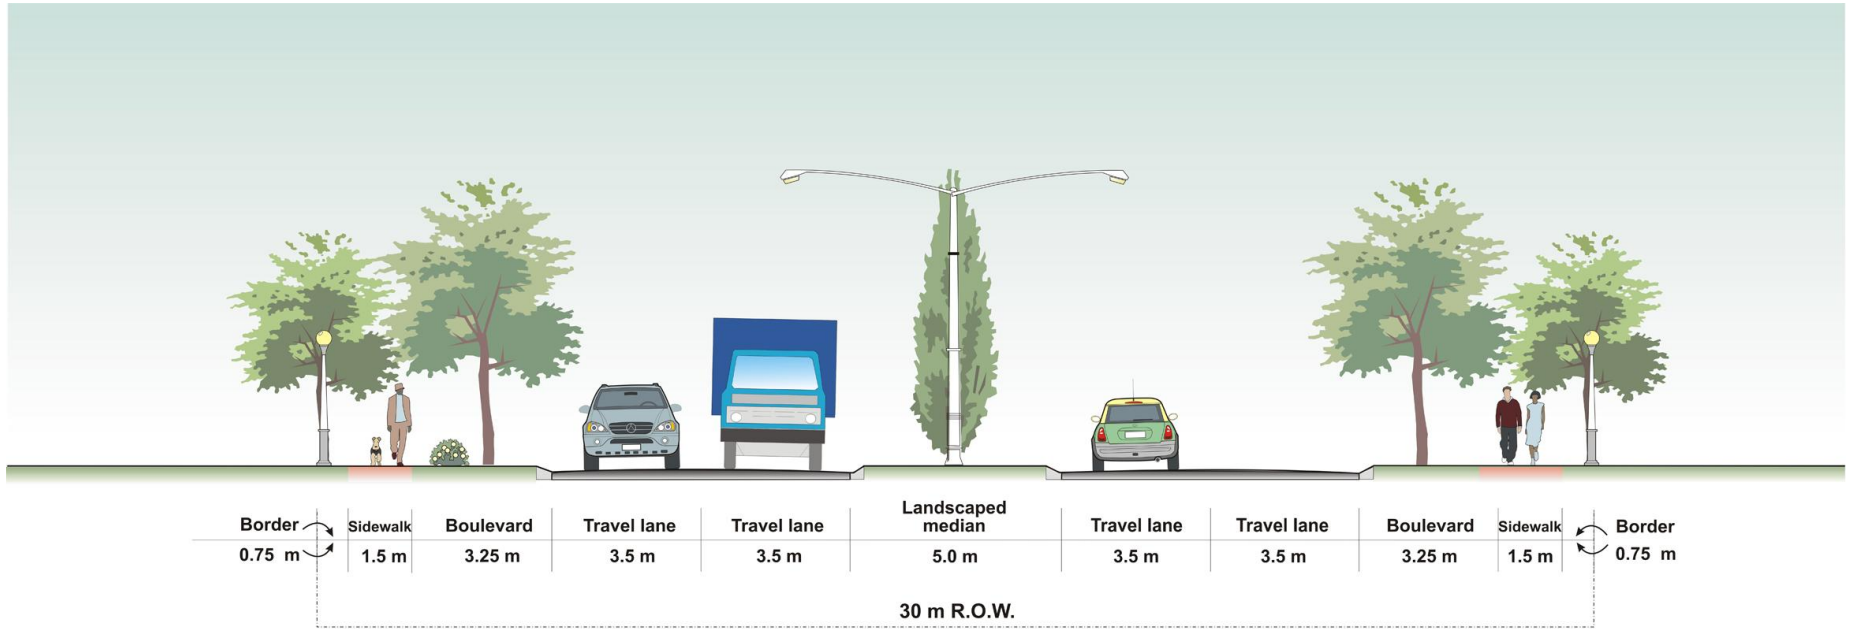 Border
Sidewalk
Boulevard
Travel lane
Travel lane
Landscaped
median
Travel lane
Travel lane
Boulevard
Sidewalk
Border
0.75 m
1.5 m
3.25 m
3.5 m
3.5 m
5.0 m
3.5 m
3.5 m
3.25 m
1.5 m
0.75 m
30 m R.O.W.